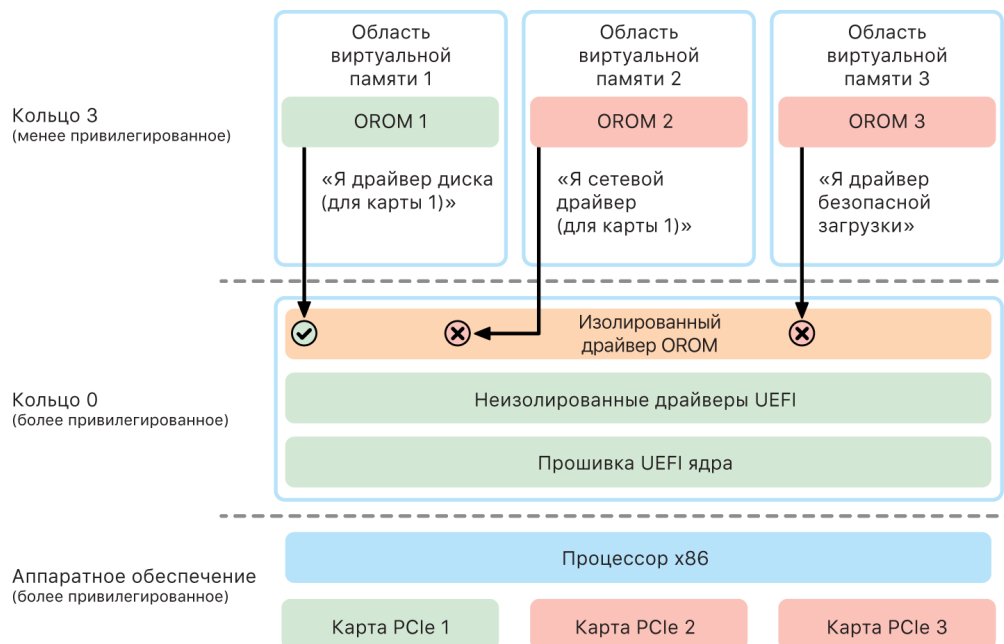 Область
виртуальной
памяти 1
Область
виртуальной
памяти 2
Область
виртуальной
памяти 3
Кольцо 3
(менее привилегированное)
OROM 1
OROM 2
OROM 3
«Я драйвер диска
(для карты 1)»
«Я сетевой
драйвер
(для карты 1)»
«Я драйвер
безопасной
загрузки»
Изолированный
драйвер OROM
Кольцо 0
(более привилегированное)
Неизолированные драйверы UEFI
Прошивка UEFI ядра
Процессор x86
Аппаратное обеспечение
(более привилегированное)
Карта PCIe 1
Карта PCIe 2
Карта PCIe 3